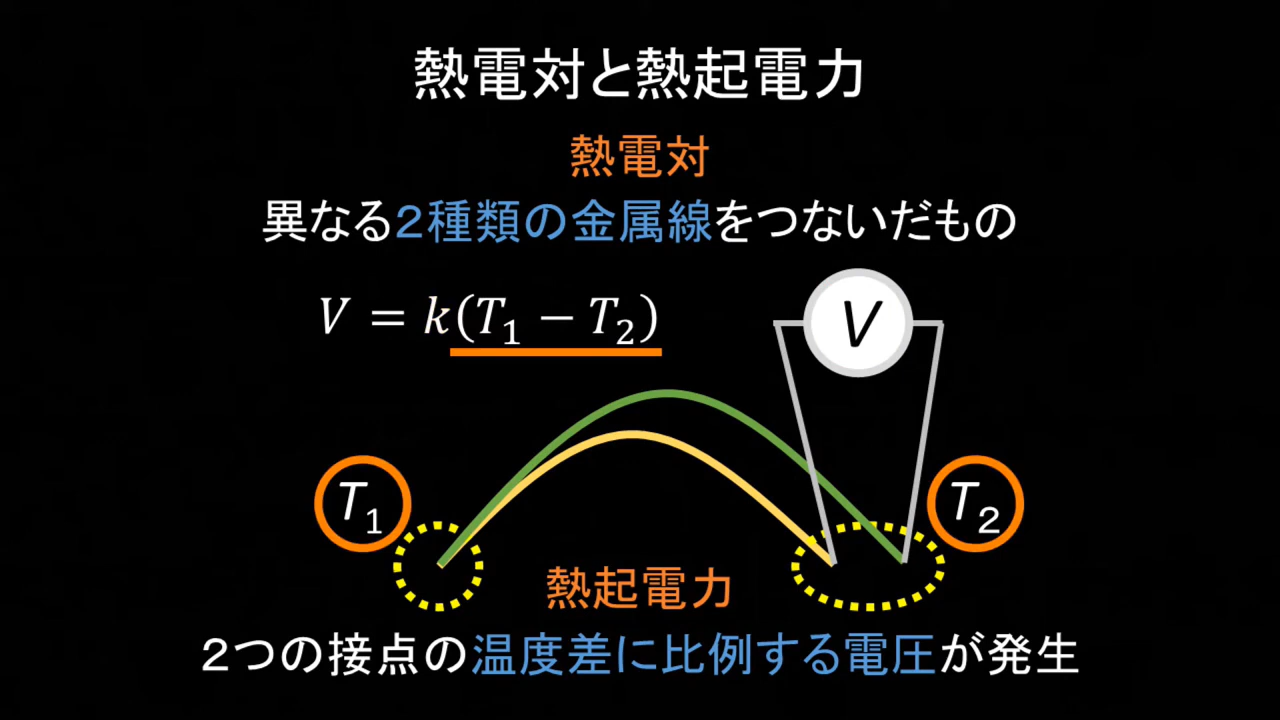 熱電対と熱起電力
熱電対
異なる２種類の金属線をつないだもの
V = k(T₁ − T₂)
V
T₁
T₂
熱起電力
２つの接点の温度差に比例する電圧が発生